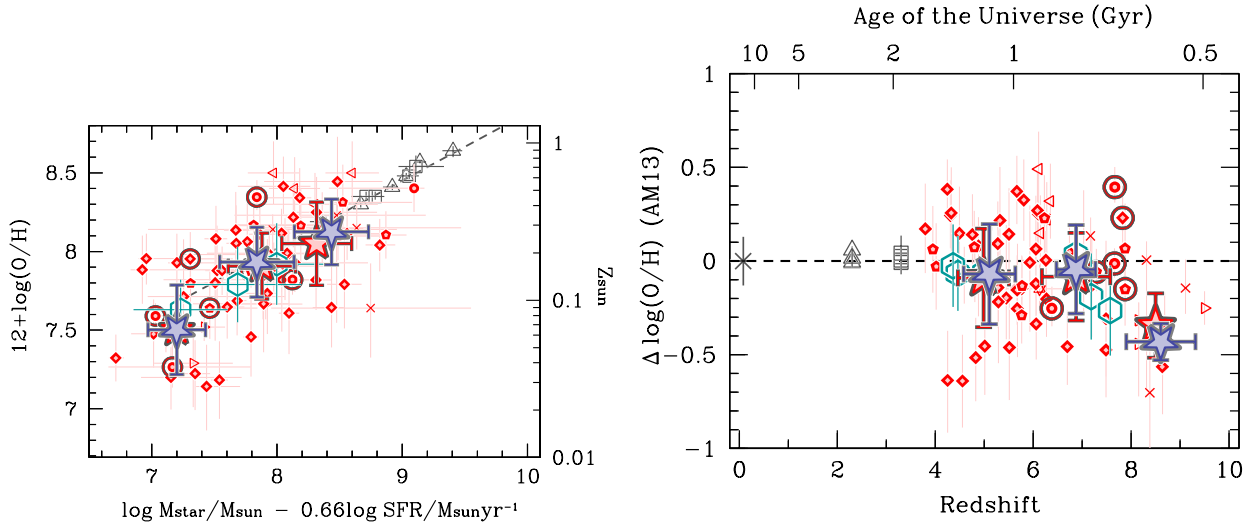 Age of the Universe (Gyr)
10 5 2 1 0.5
8.5
8
7.5
7
12+log(O/H)
1
0.1
0.01
Zsun
7 8 9 10
log Mstar/Msun − 0.66log SFR/Msunyr⁻¹
1
0.5
0
−0.5
−1
Δlog(O/H) (AM13)
0 2 4 6 8 10
Redshift